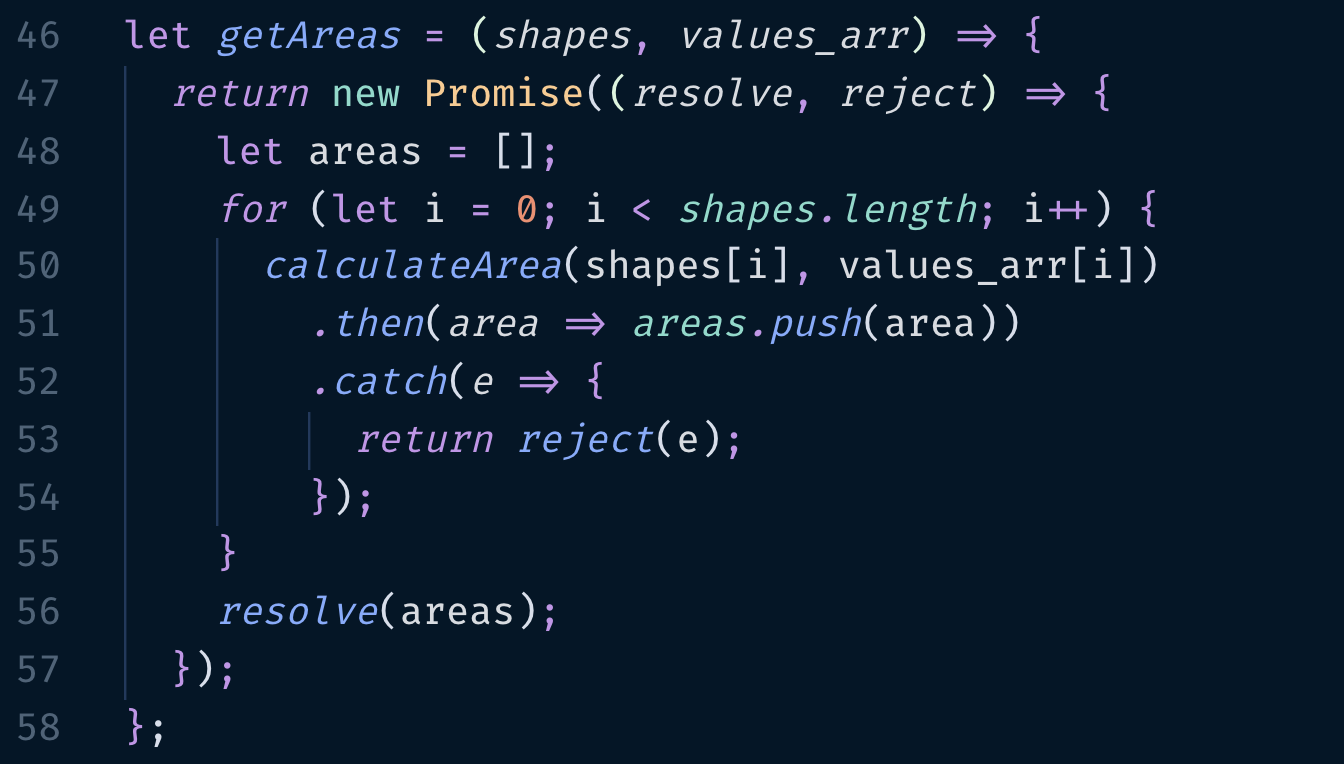 46 let getAreas = (shapes, values_arr) => {
47 return new Promise((resolve, reject) => {
48 let areas = [];
49 for (let i = 0; i < shapes.length; i++) {
50 calculateArea(shapes[i], values_arr[i])
51 .then(area => areas.push(area))
52 .catch(e => {
53 return reject(e);
54 });
55 }
56 resolve(areas);
57 });
58 };